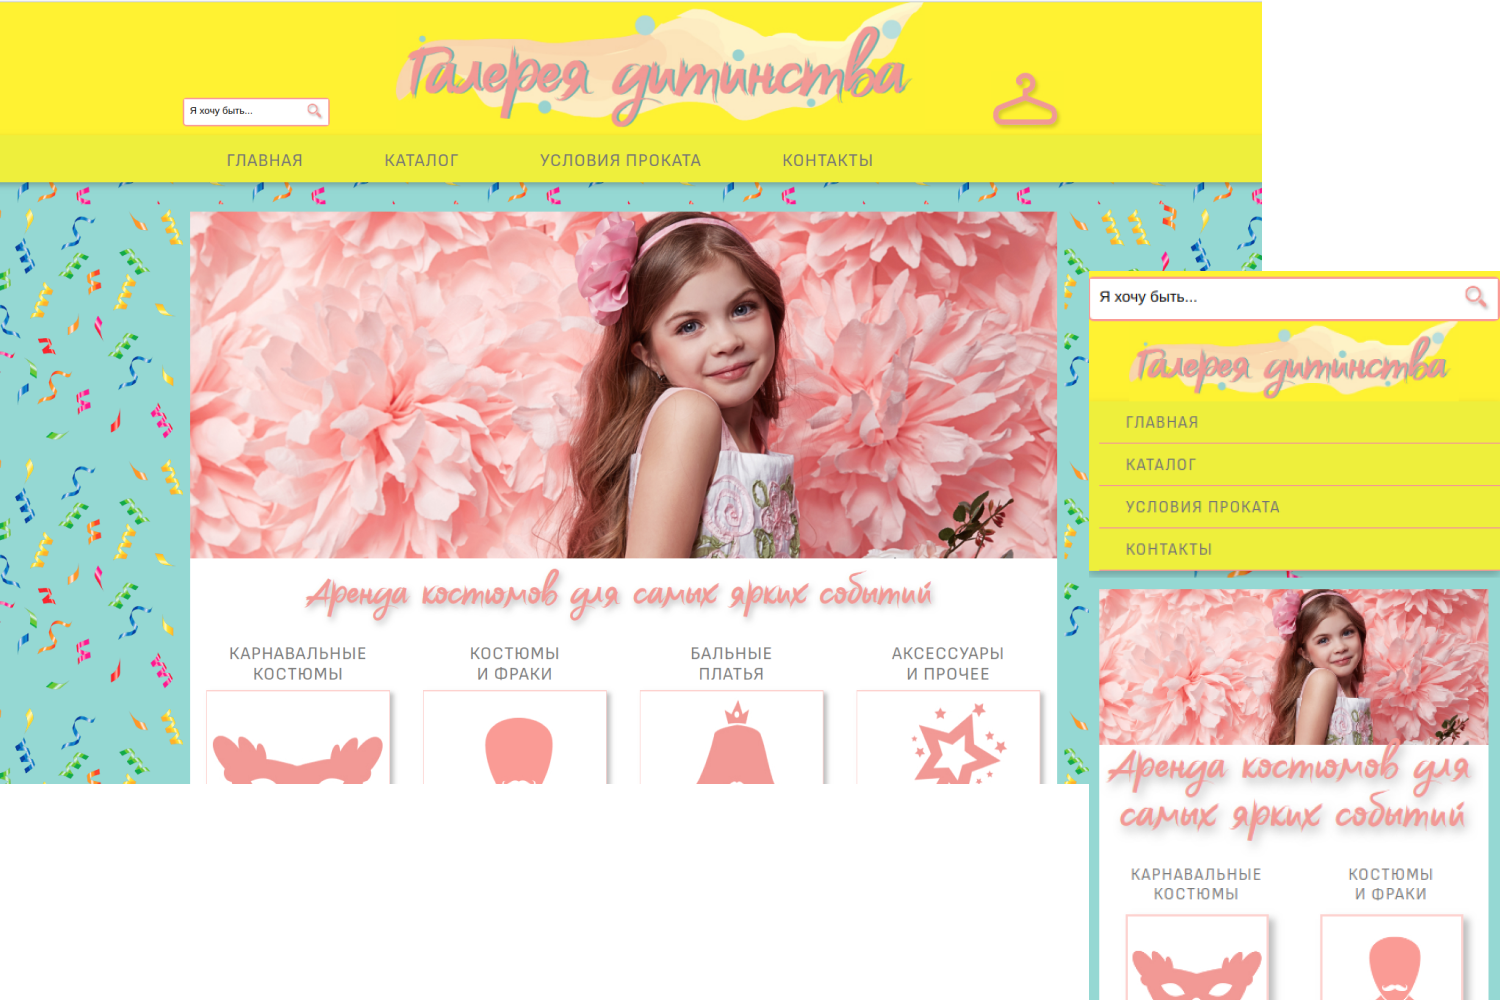 Галерея дитинства
Я хочу быть...
ГЛАВНАЯ КАТАЛОГ УСЛОВИЯ ПРОКАТА КОНТАКТЫ
Аренда костюмов для самых ярких событий
КАРНАВАЛЬНЫЕ
КОСТЮМЫ
КОСТЮМЫ
И ФРАКИ
БАЛЬНЫЕ
ПЛАТЬЯ
АКСЕССУАРЫ
И ПРОЧЕЕ
Я хочу быть...
Галерея дитинства
ГЛАВНАЯ
КАТАЛОГ
УСЛОВИЯ ПРОКАТА
КОНТАКТЫ
Аренда костюмов для
самых ярких событий
КАРНАВАЛЬНЫЕ
КОСТЮМЫ
КОСТЮМЫ
И ФРАКИ